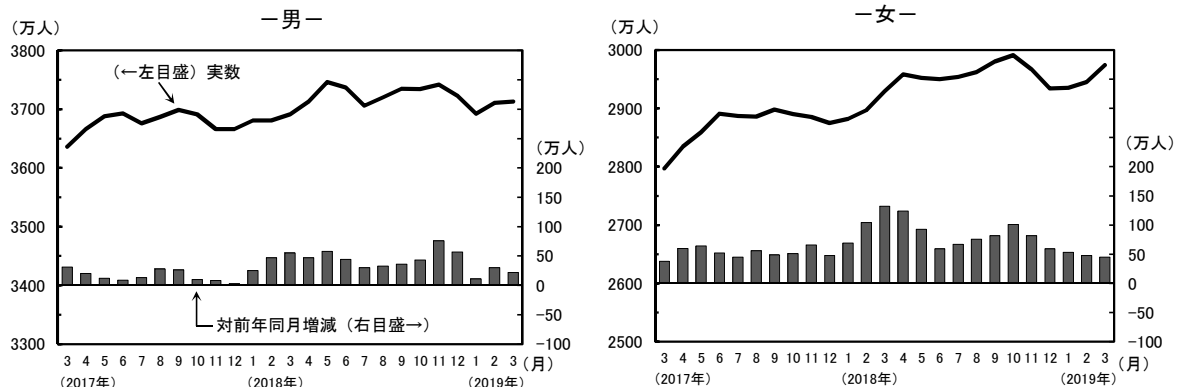 －男－
（万人）
3800
3700
3600
3500
3400
3300
（←左目盛）実数
対前年同月増減（右目盛→）
（万人）
200
150
100
50
0
−50
−100
3 4 5 6 7 8 9 10 11 12 1 2 3 4 5 6 7 8 9 10 11 12 1 2 3（月）
（2017年） （2018年） （2019年）
－女－
（万人）
3000
2900
2800
2700
2600
2500
（万人）
200
150
100
50
0
−50
−100
3 4 5 6 7 8 9 10 11 12 1 2 3 4 5 6 7 8 9 10 11 12 1 2 3（月）
（2017年） （2018年） （2019年）